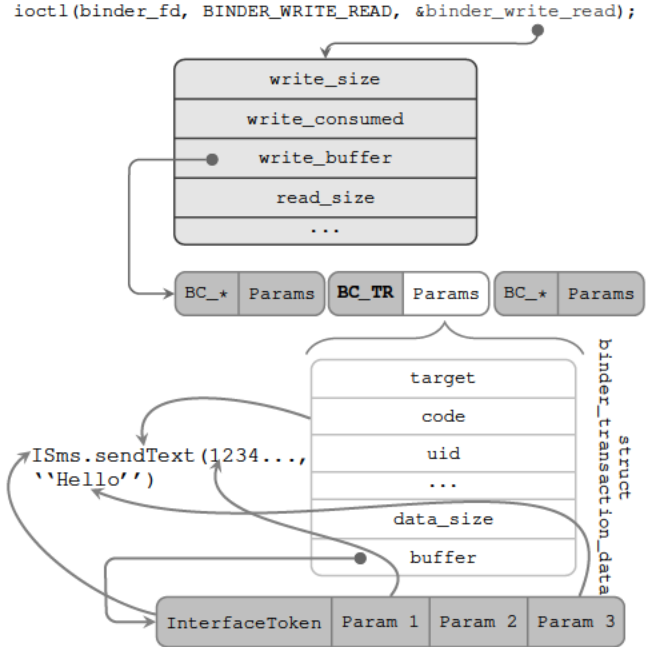 ioctl(binder_fd, BINDER_WRITE_READ, &binder_write_read);
write_size
write_consumed
write_buffer
read_size
...
BC_* Params BC_TR Params BC_* Params
struct
binder_transaction_data
target
code
uid
...
data_size
buffer
ISms.sendText(1234...,
‘‘Hello’’)
InterfaceToken Param 1 Param 2 Param 3